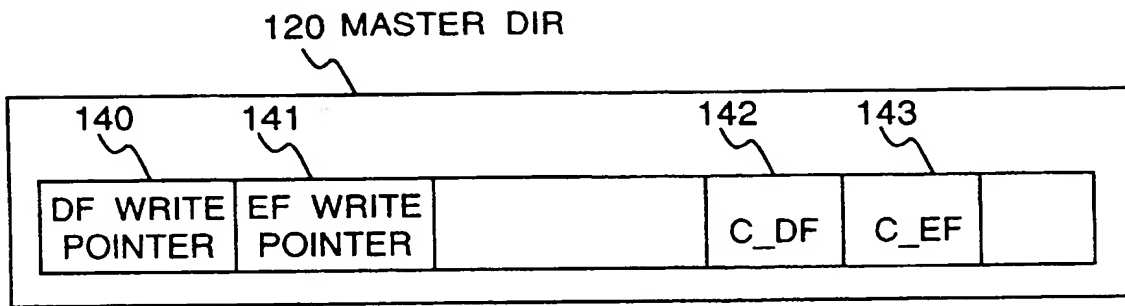 120 MASTER DIR
140 141 142 143
DF WRITE POINTER
EF WRITE POINTER
C_DF
C_EF